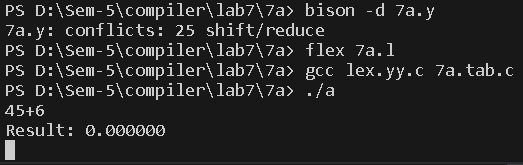 PS D:\Sem-5\compiler\lab7\7a> bison -d 7a.y
7a.y: conflicts: 25 shift/reduce
PS D:\Sem-5\compiler\lab7\7a> flex 7a.l
PS D:\Sem-5\compiler\lab7\7a> gcc lex.yy.c 7a.tab.c
PS D:\Sem-5\compiler\lab7\7a> ./a
45+6
Result: 0.000000